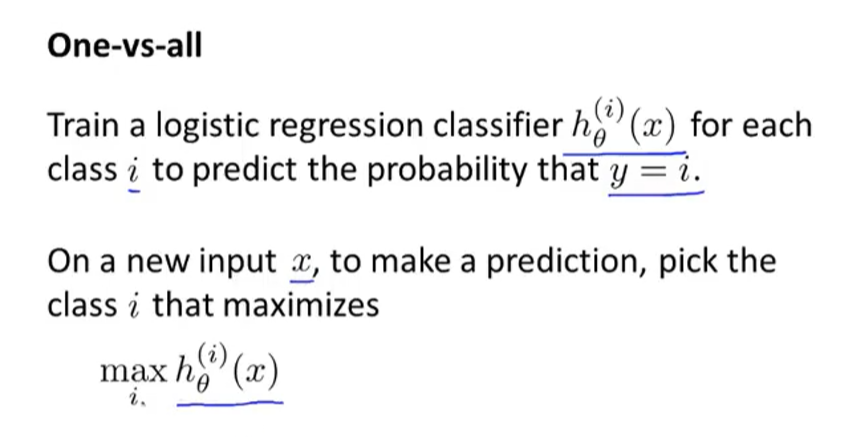 One-vs-all
Train a logistic regression classifier $h_\theta^{(i)}(x)$ for each
class $i$ to predict the probability that $y = i$.
On a new input $x$, to make a prediction, pick the
class $i$ that maximizes
$\max_i h_\theta^{(i)}(x)$